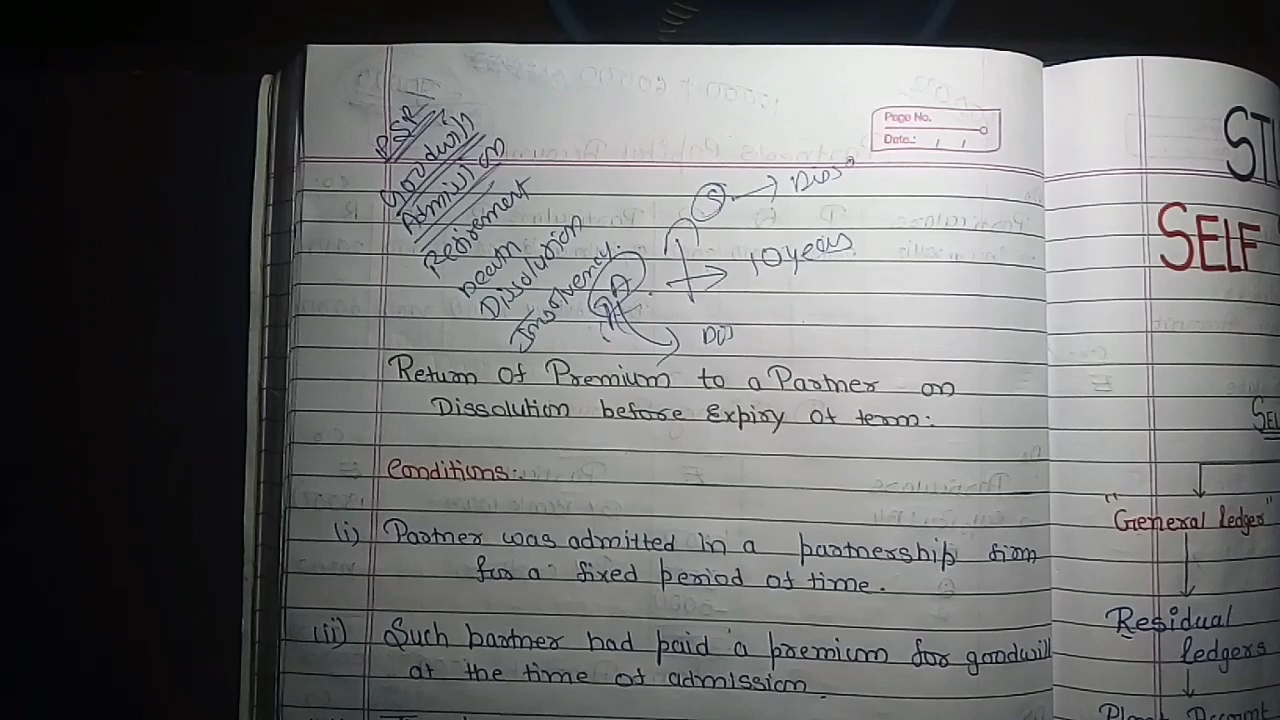 PSR
Goodwill
Admission
Retirement
Death
Dissolution
Insolvency.
Page No.
Date: / /
S → Diss
10 years
A
Return of Premium to a Partner on
Dissolution before Expiry of term:
Conditions:
(i) Partner was admitted in a partnership firm
for a fixed period of time.
(ii) Such partner had paid a premium for goodwill
at the time of admission.
SELF
"General ledger"
Residual
ledgers